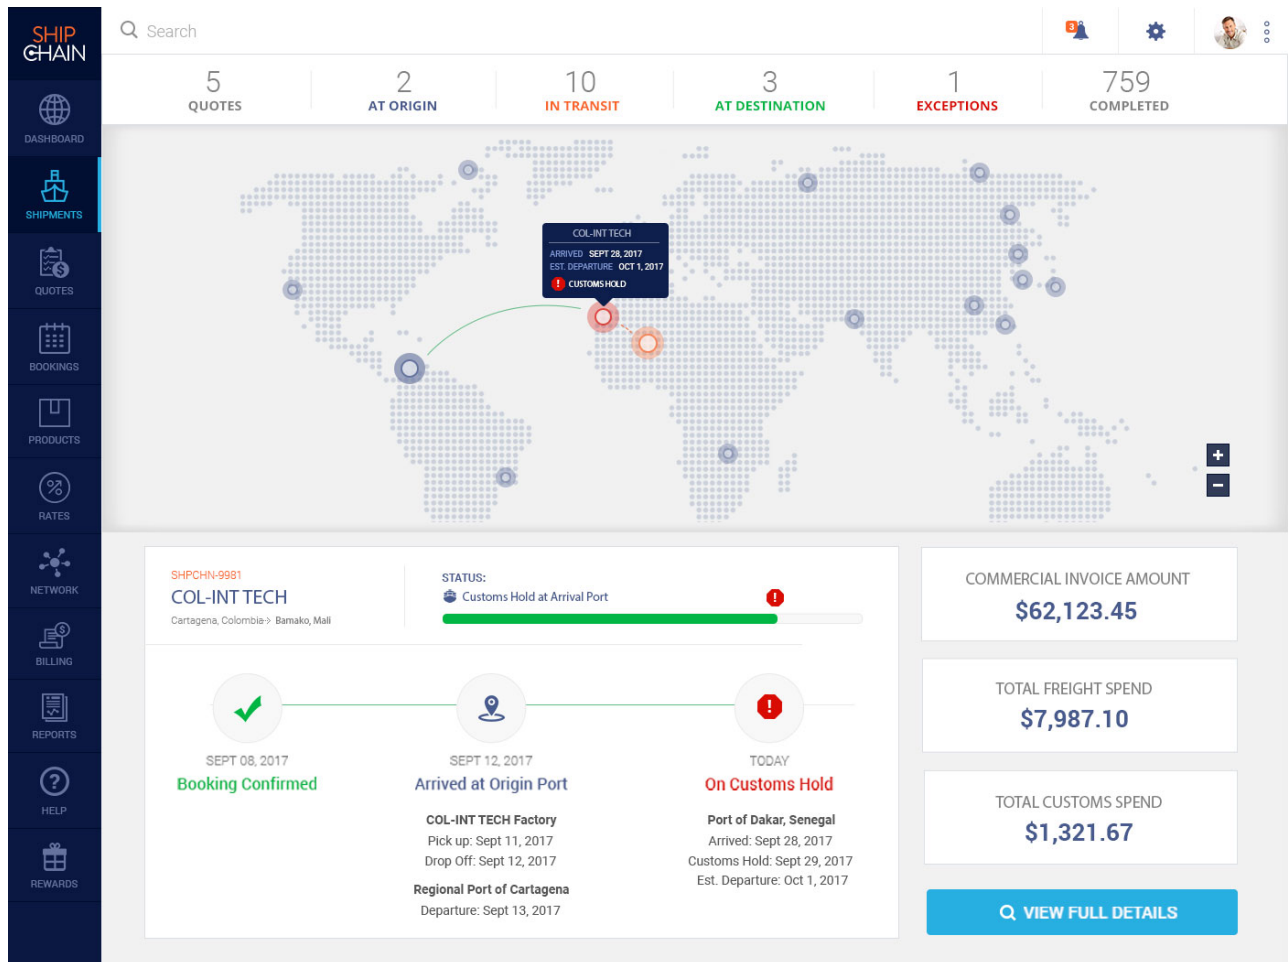 SHIP
CHAIN
Search
3
5
QUOTES
2
AT ORIGIN
10
IN TRANSIT
3
AT DESTINATION
1
EXCEPTIONS
759
COMPLETED
DASHBOARD
SHIPMENTS
QUOTES
BOOKINGS
PRODUCTS
RATES
NETWORK
BILLING
REPORTS
HELP
REWARDS
COL-INT TECH
ARRIVED SEPT 28, 2017
EST. DEPARTURE OCT 1, 2017
! CUSTOMS HOLD
+
−
SHPCHN-9981
COL-INT TECH
Cartagena, Colombia-> Bamako, Mali
STATUS:
Customs Hold at Arrival Port
!
SEPT 08, 2017
Booking Confirmed
SEPT 12, 2017
Arrived at Origin Port
COL-INT TECH Factory
Pick up: Sept 11, 2017
Drop Off: Sept 12, 2017
Regional Port of Cartagena
Departure: Sept 13, 2017
!
TODAY
On Customs Hold
Port of Dakar, Senegal
Arrived: Sept 28, 2017
Customs Hold: Sept 29, 2017
Est. Departure: Oct 1, 2017
COMMERCIAL INVOICE AMOUNT
$62,123.45
TOTAL FREIGHT SPEND
$7,987.10
TOTAL CUSTOMS SPEND
$1,321.67
VIEW FULL DETAILS